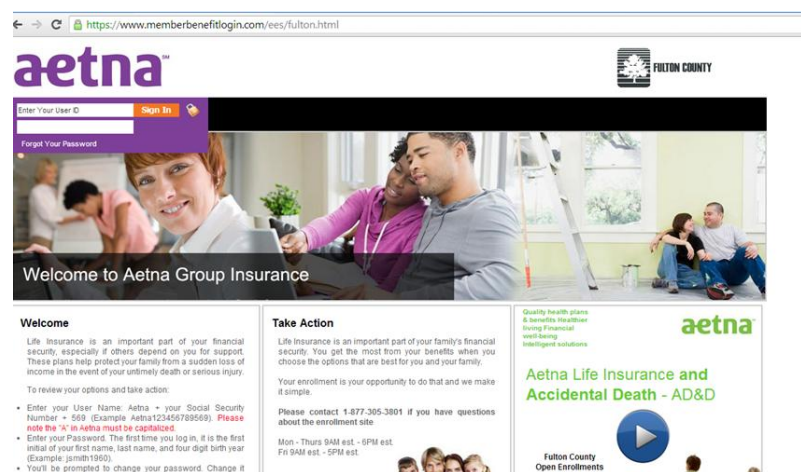 https://www.memberbenefitlogin.com/ees/fulton.html
aetna™
FULTON COUNTY
Enter Your User ID
Sign In
Forgot Your Password
Welcome to Aetna Group Insurance
Welcome
Life Insurance is an important part of your financial
security, especially if others depend on you for support.
These plans help protect your family from a sudden loss of
income in the event of your untimely death or serious injury.
To review your options and take action:
Enter your User Name: Aetna + your Social Security
Number + 569 (Example Aetna123456789569). Please
note the "A" in Aetna must be capitalized.
Enter your Password. The first time you log in, it is the first
initial of your first name, last name, and four digit birth year
(Example: jsmith1960).
You'll be prompted to change your password. Change it
Take Action
Life Insurance is an important part of your family's financial
security. You get the most from your benefits when you
choose the options that are best for you and your family.
Your enrollment is your opportunity to do that and we make
it simple.
Please contact 1-877-305-3801 if you have questions
about the enrollment site
Mon - Thurs 9AM est. - 6PM est.
Fri 9AM est. - 5PM est.
Quality health plans
& benefits Healthier
living Financial
well-being
Intelligent solutions
aetna
Aetna Life Insurance and
Accidental Death - AD&D
Fulton County
Open Enrollments